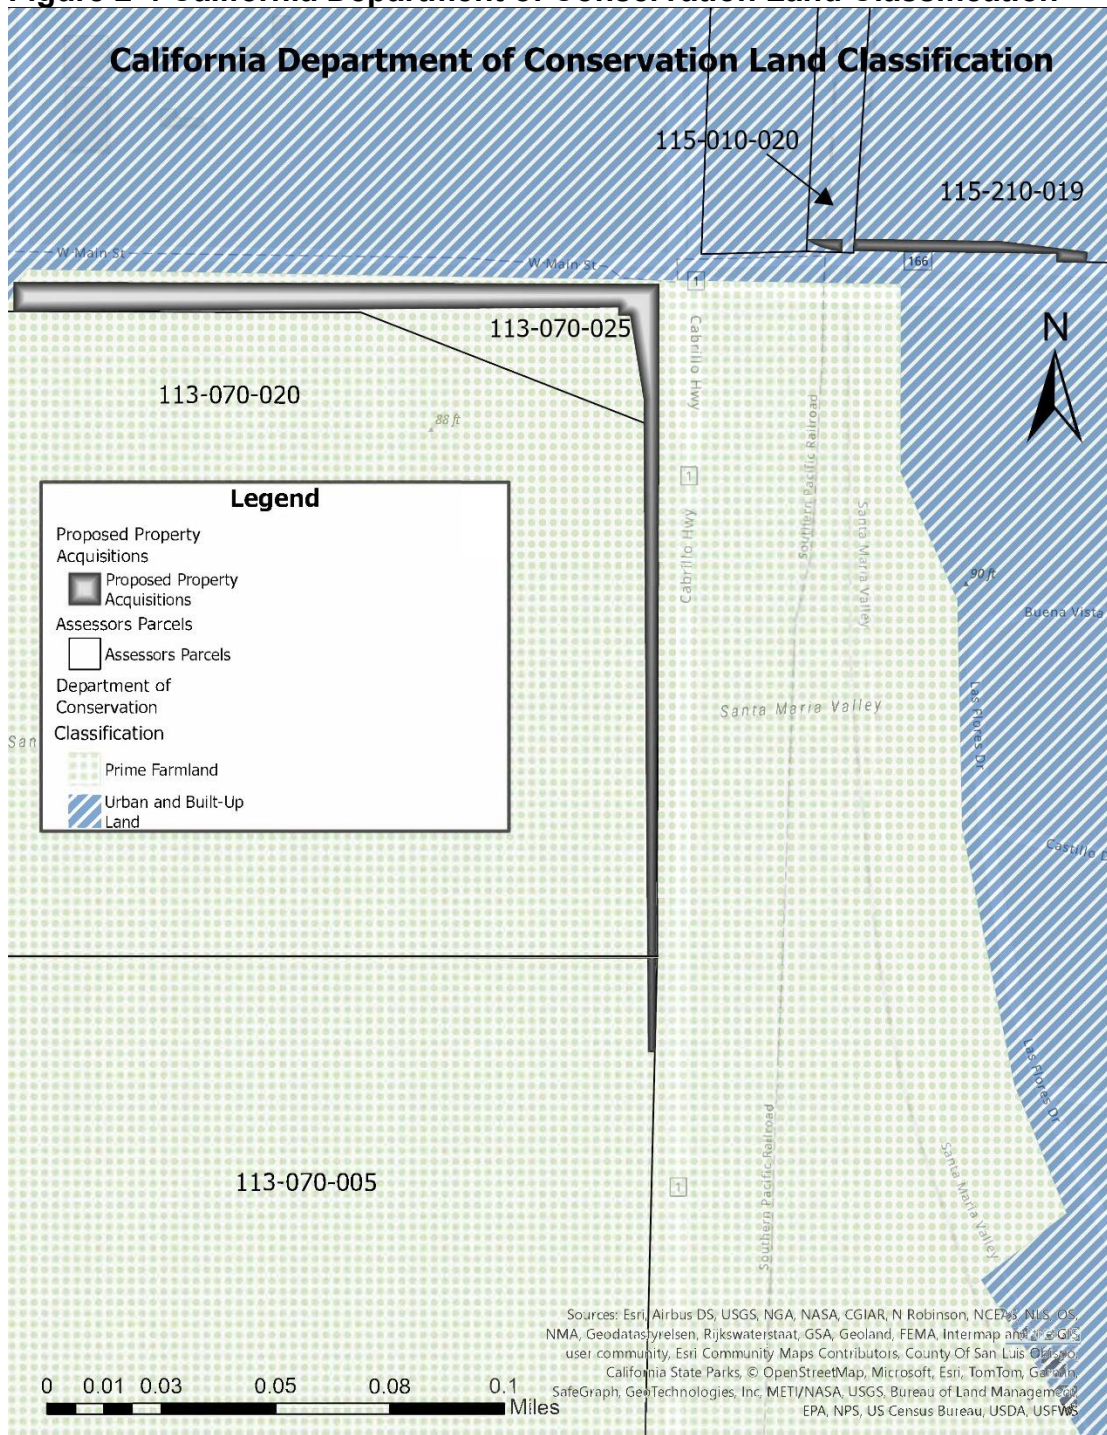 California Department of Conservation Land Classification
115-010-020
115-210-019
W Main St
W Main St
166
1
113-070-025
N
Cabrillo Hwy
113-070-020
88 ft
Southern Pacific Railroad
1
Legend
Proposed Property
Acquisitions
Proposed Property
Acquisitions
Assessors Parcels
Assessors Parcels
Department of
Conservation
Classification
Prime Farmland
Urban and Built-Up
Land
Cabrillo Hwy
Santa Maria Valley
90 ft
Buena Vista
Las Flores Dr
Santa Maria Valley
San
Castillo
Las Flores Dr
Southern Pacific Railroad
Santa Maria Valley
113-070-005
1
Sources: Esri, Airbus DS, USGS, NGA, NASA, CGIAR, N Robinson, NCEAS, NLS, OS,
NMA, Geodatastyrelsen, Rijkswaterstaat, GSA, Geoland, FEMA, Intermap and the GIS
user community, Esri Community Maps Contributors, County Of San Luis Obispo,
California State Parks, © OpenStreetMap, Microsoft, Esri, TomTom, Garmin,
SafeGraph, GeoTechnologies, Inc, METI/NASA, USGS, Bureau of Land Management,
EPA, NPS, US Census Bureau, USDA, USFWS
0 0.01 0.03 0.05 0.08 0.1
Miles